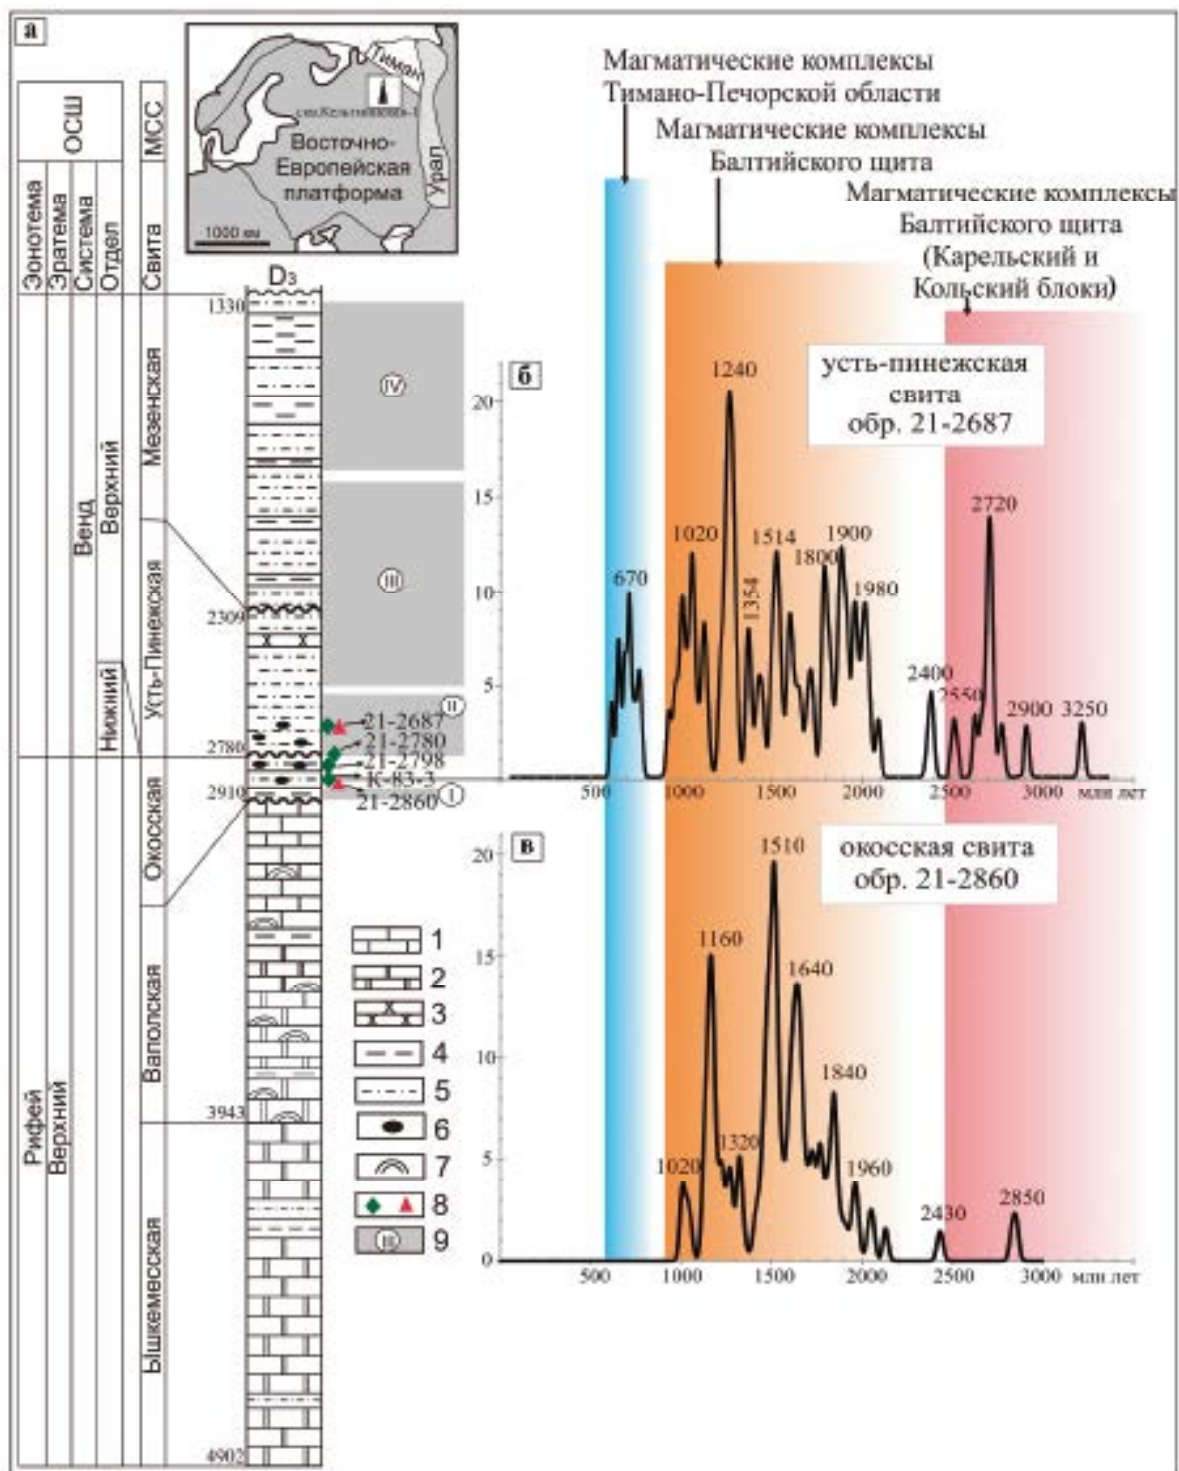 а
ОСШ
МСС
Эонотема
Эратема
Система
Отдел
Свита
Тиман
Восточно-
Европейская
платформа
Урал
1000 км
D3
1330
2309
2780
2910
3943
4902
Рифей
Верхний
Венд
Верхний
Нижний
Мезенская
Усть-Пинежская
Окосская
Ваполская
Ышкемесская
IV
III
II
I
21-2687
21-2780
21-2798
К-83-3
21-2860
1
2
3
4
5
6
7
8
III 9
Магматические комплексы
Тимано-Печорской области
Магматические комплексы
Балтийского щита
Магматические комплексы
Балтийского щита
(Карельский и
Кольский блоки)
б
усть-пинежская
свита
обр. 21-2687
20
15
10
5
670
1020
1240
1354
1514
1800
1900
1980
2400
2550
2720
2900
3250
500 1000 1500 2000 2500 3000 млн лет
в
окосская свита
обр. 21-2860
20
15
10
5
0
1020
1160
1320
1510
1640
1840
1960
2430
2850
500 1000 1500 2000 2500 3000 млн лет